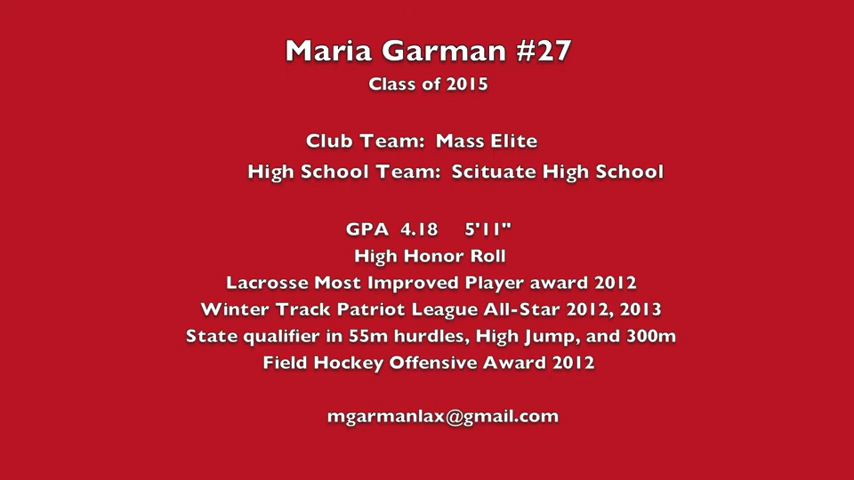 Maria Garman #27
Class of 2015
Club Team: Mass Elite
High School Team: Scituate High School
GPA 4.18 5'11"
High Honor Roll
Lacrosse Most Improved Player award 2012
Winter Track Patriot League All-Star 2012, 2013
State qualifier in 55m hurdles, High Jump, and 300m
Field Hockey Offensive Award 2012
mgarmanlax@gmail.com